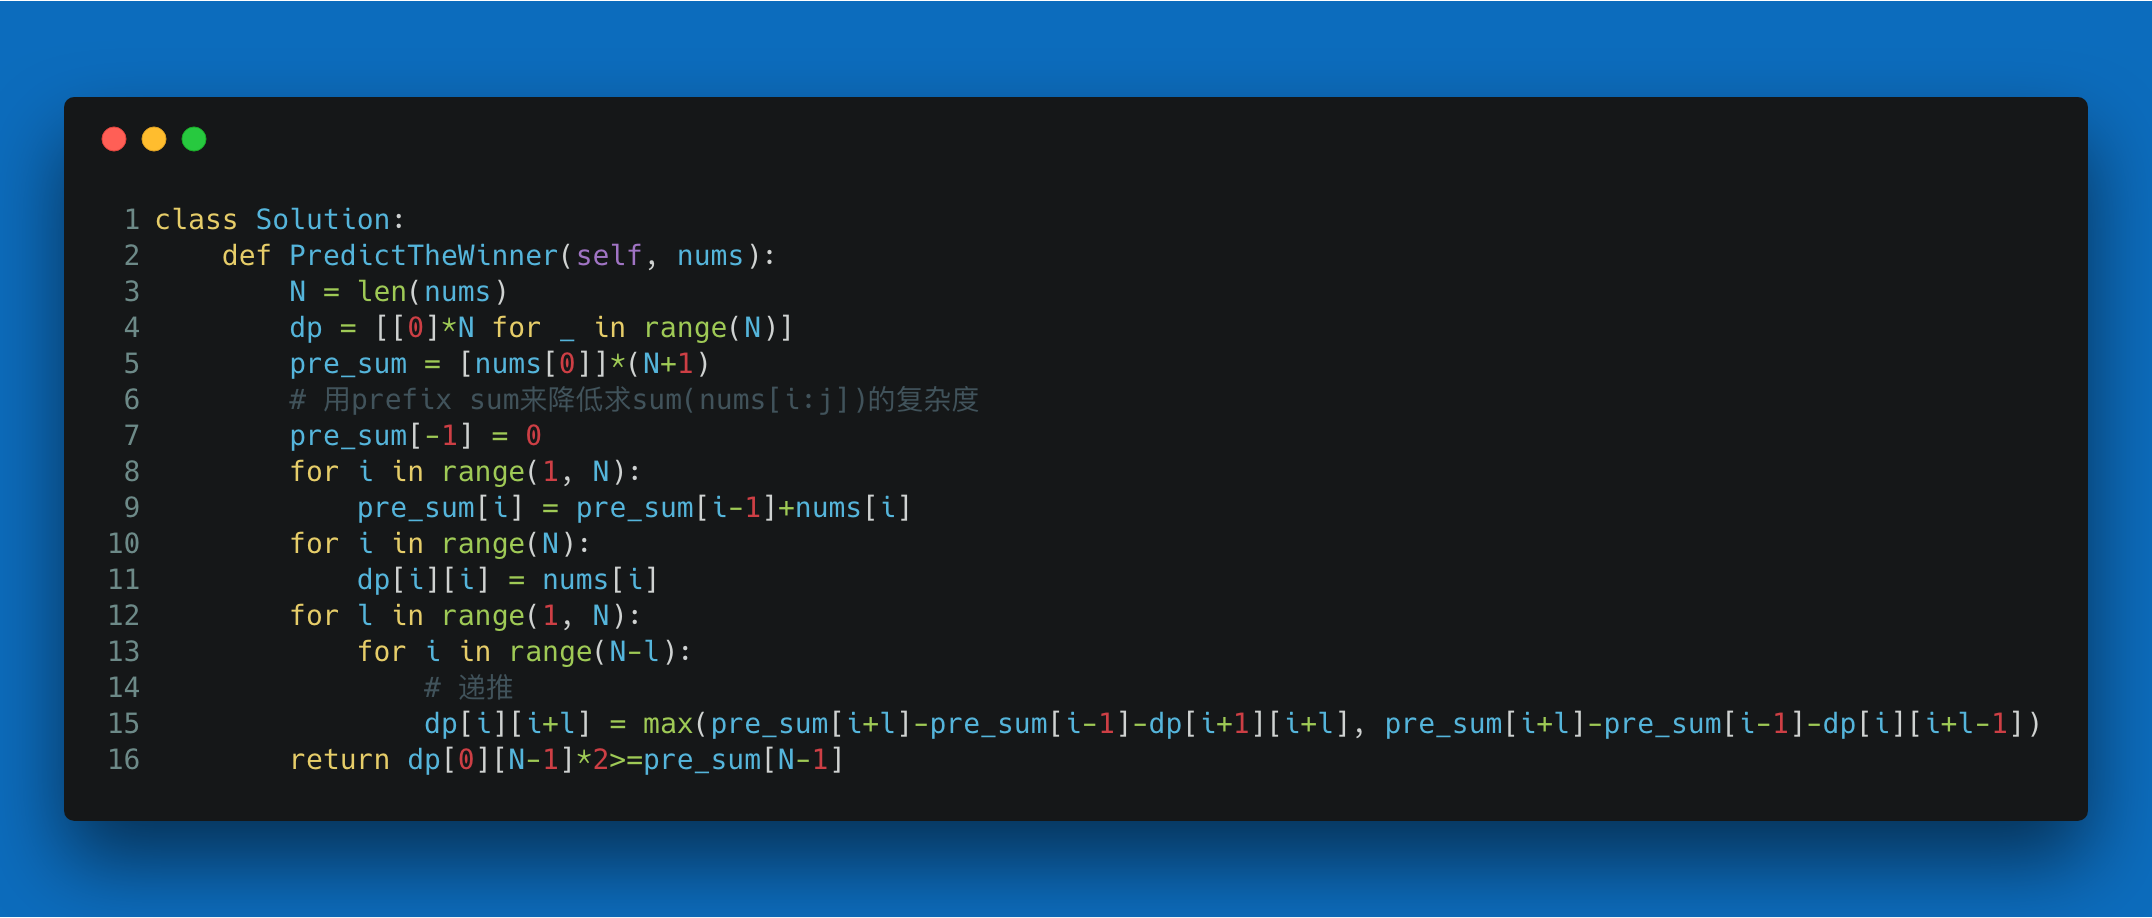 1 class Solution:
2     def PredictTheWinner(self, nums):
3         N = len(nums)
4         dp = [[0]*N for _ in range(N)]
5         pre_sum = [nums[0]]*(N+1)
6         # 用prefix sum来降低求sum(nums[i:j])的复杂度
7         pre_sum[-1] = 0
8         for i in range(1, N):
9             pre_sum[i] = pre_sum[i-1]+nums[i]
10         for i in range(N):
11             dp[i][i] = nums[i]
12         for l in range(1, N):
13             for i in range(N-l):
14                 # 递推
15                 dp[i][i+l] = max(pre_sum[i+l]-pre_sum[i-1]-dp[i+1][i+l], pre_sum[i+l]-pre_sum[i-1]-dp[i][i+l-1])
16         return dp[0][N-1]*2>=pre_sum[N-1]